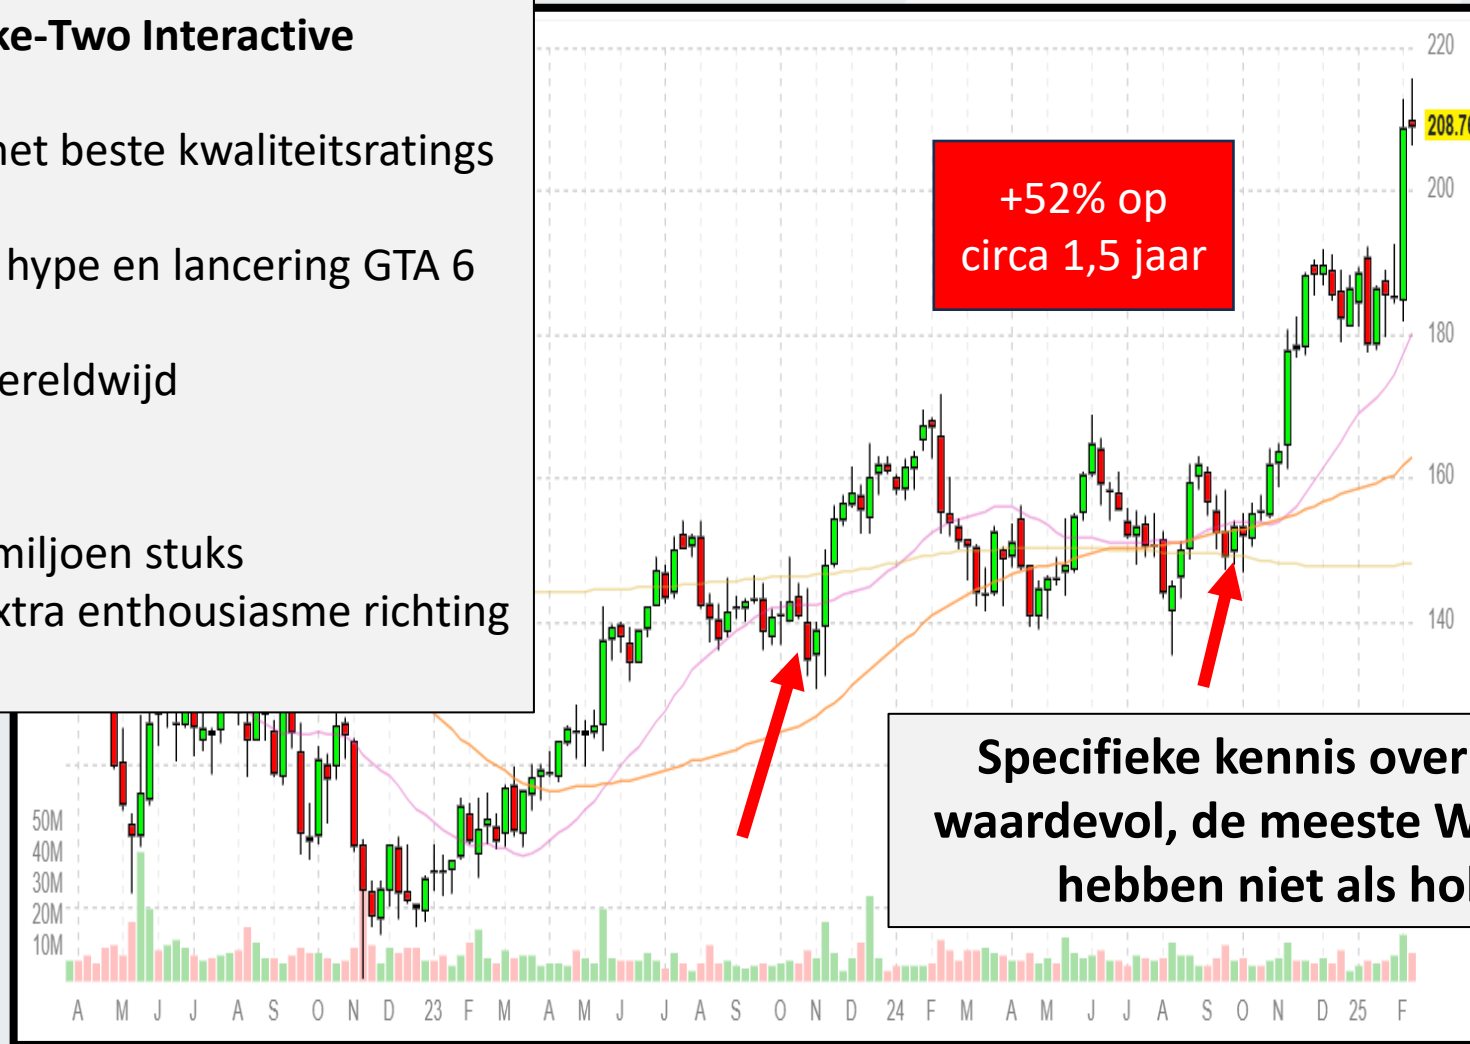 ke-Two Interactive
net beste kwaliteitsratings
hype en lancering GTA 6
ereldwijd
miljoen stuks
xtra enthousiasme richting
+52% op
circa 1,5 jaar
220
208.70
200
180
160
140
Specifieke kennis over
waardevol, de meeste W
hebben niet als hol
50M
40M
30M
20M
10M
A M J J A S O N D 23 F M A M J J A S O N D 24 F M A M J J A S O N D 25 F